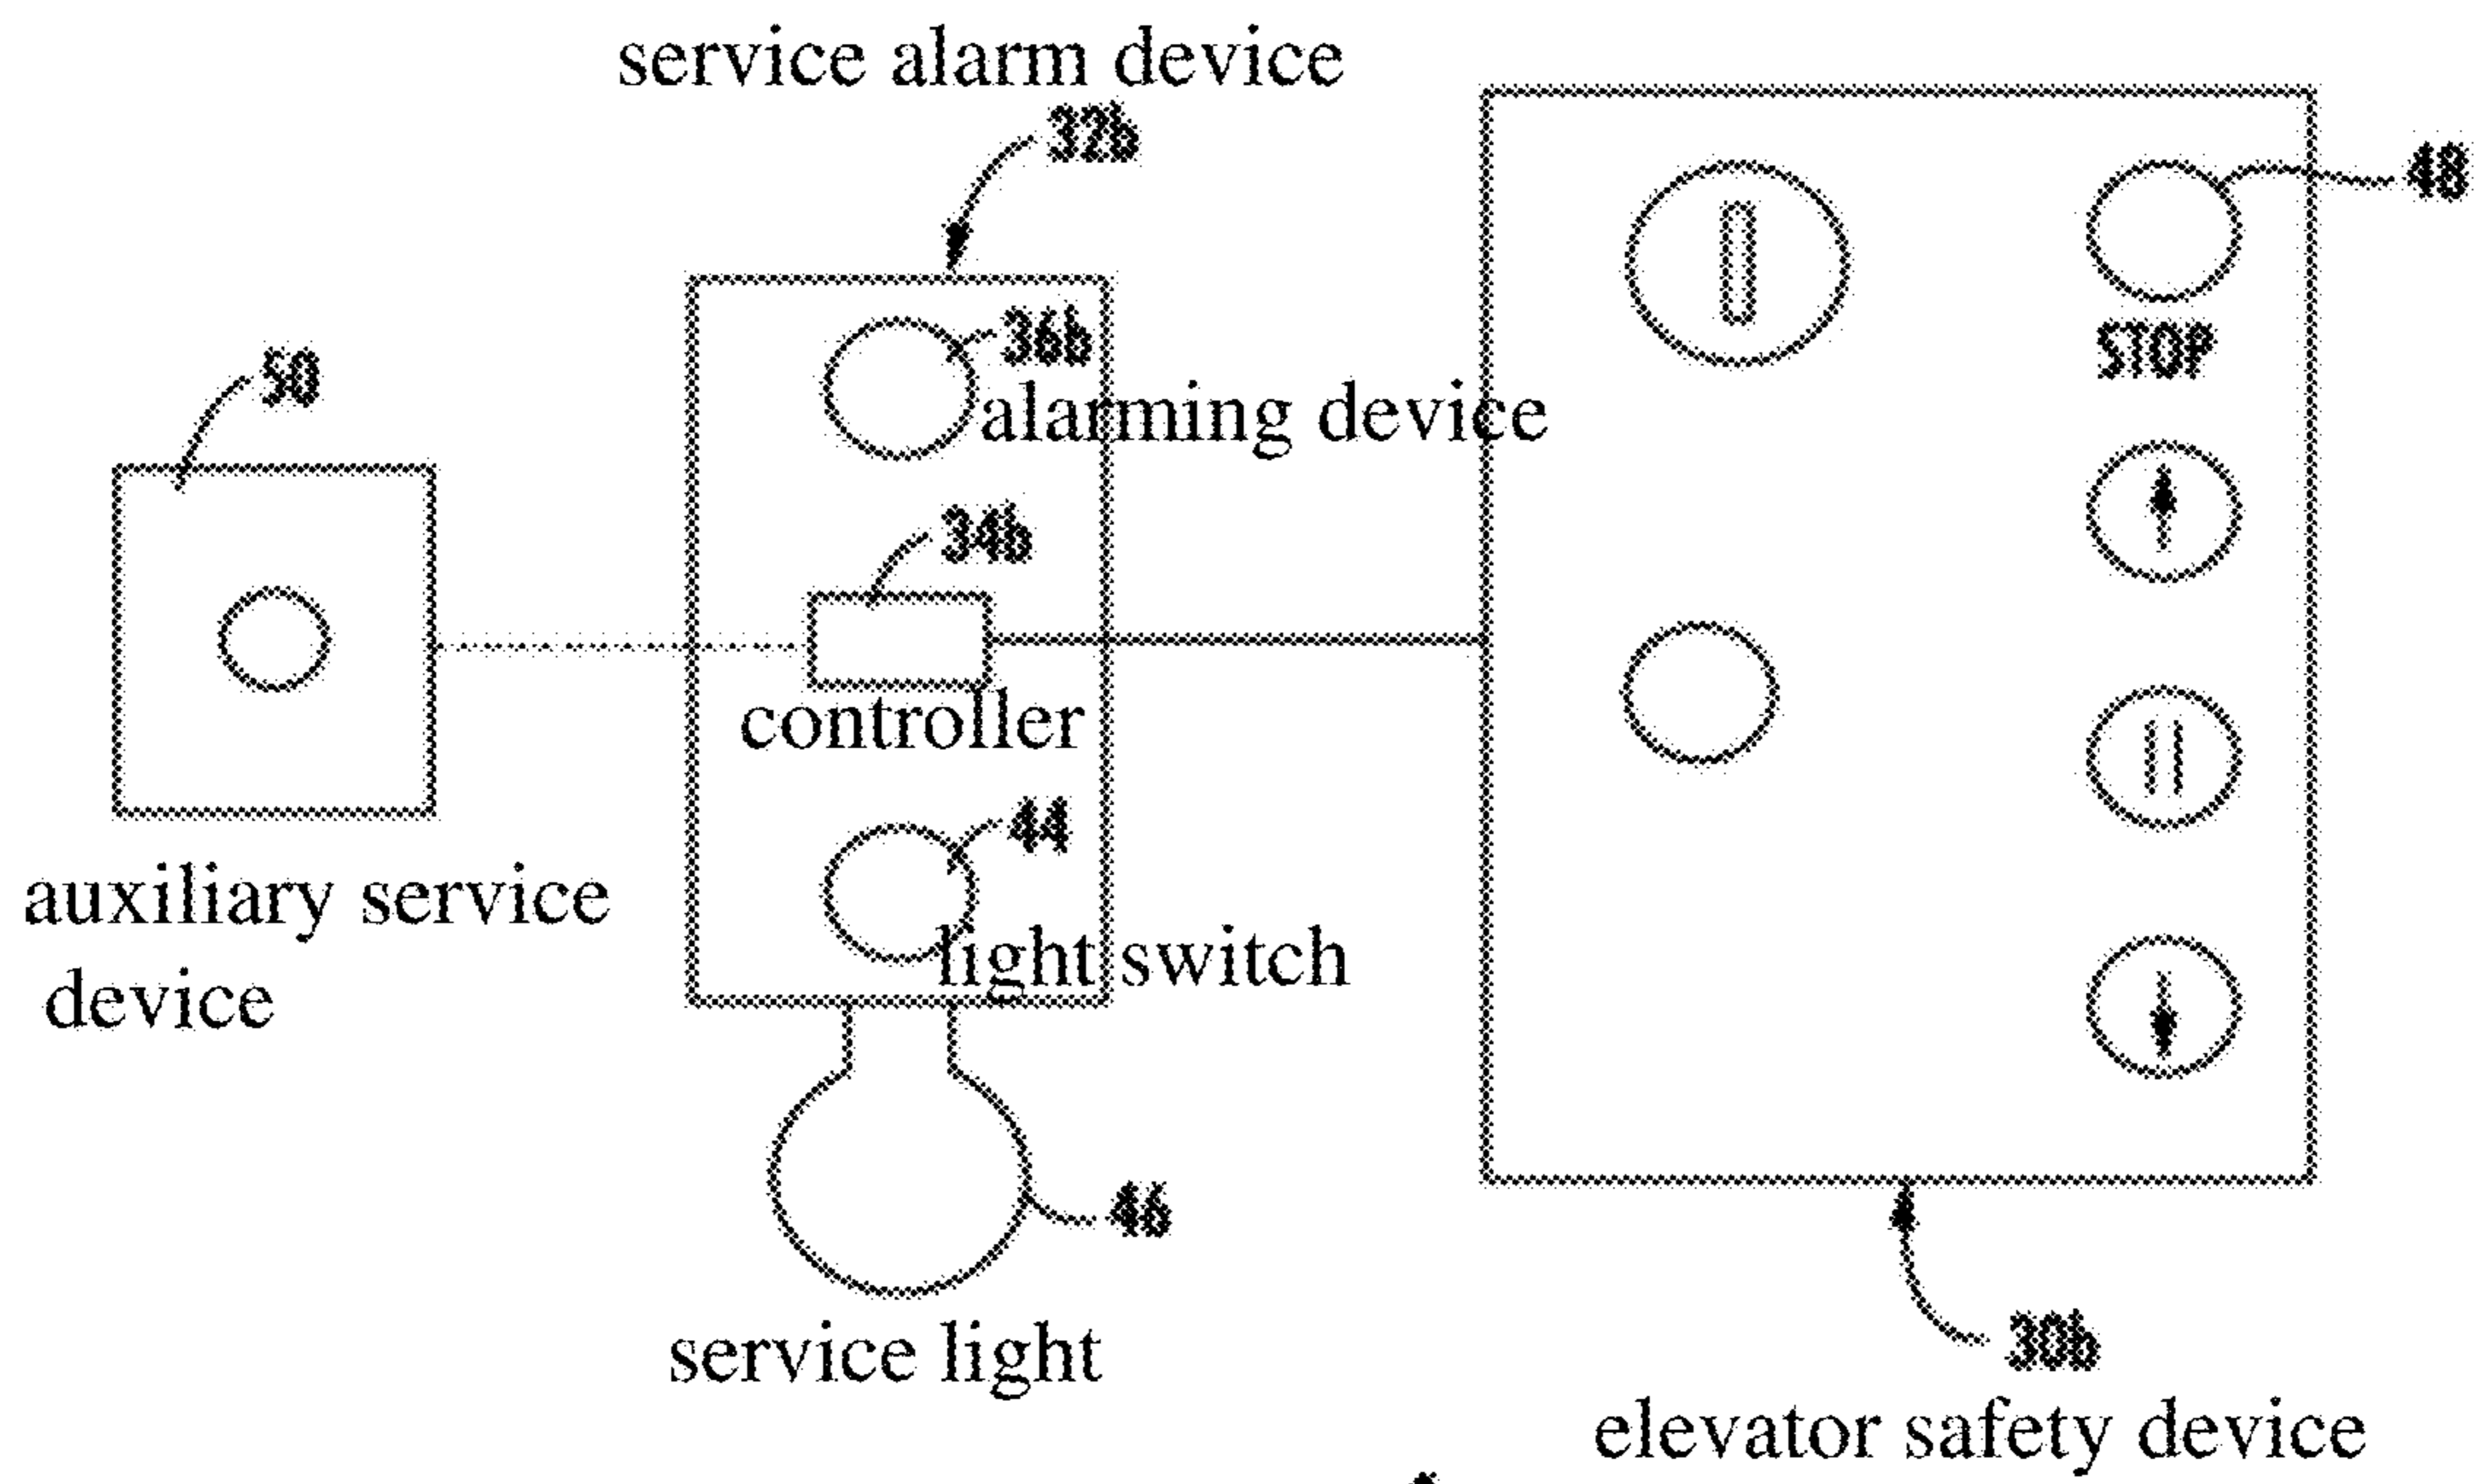 service alarm device
32b
48
36b
STOP
50
alarming device
34b
controller
44
auxiliary service
light switch
device
46
30b
service light
elevator safety device